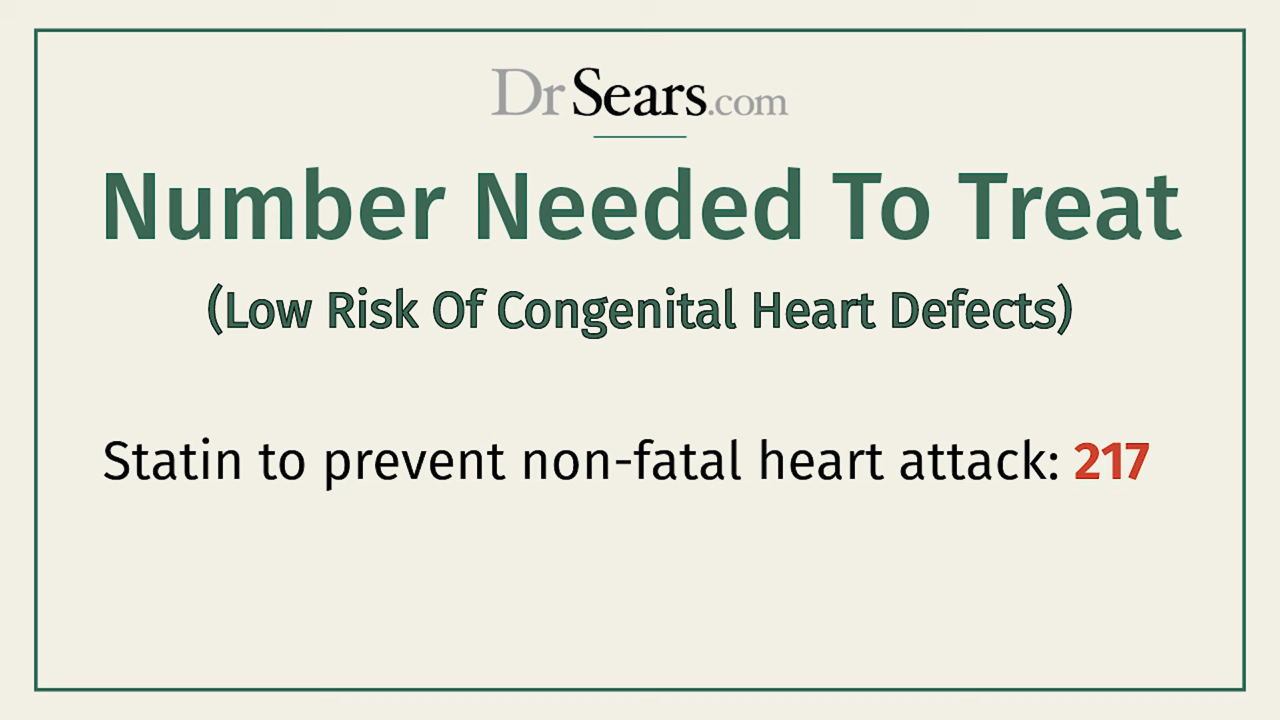 DrSears.com
Number Needed To Treat
(Low Risk Of Congenital Heart Defects)
Statin to prevent non-fatal heart attack: 217